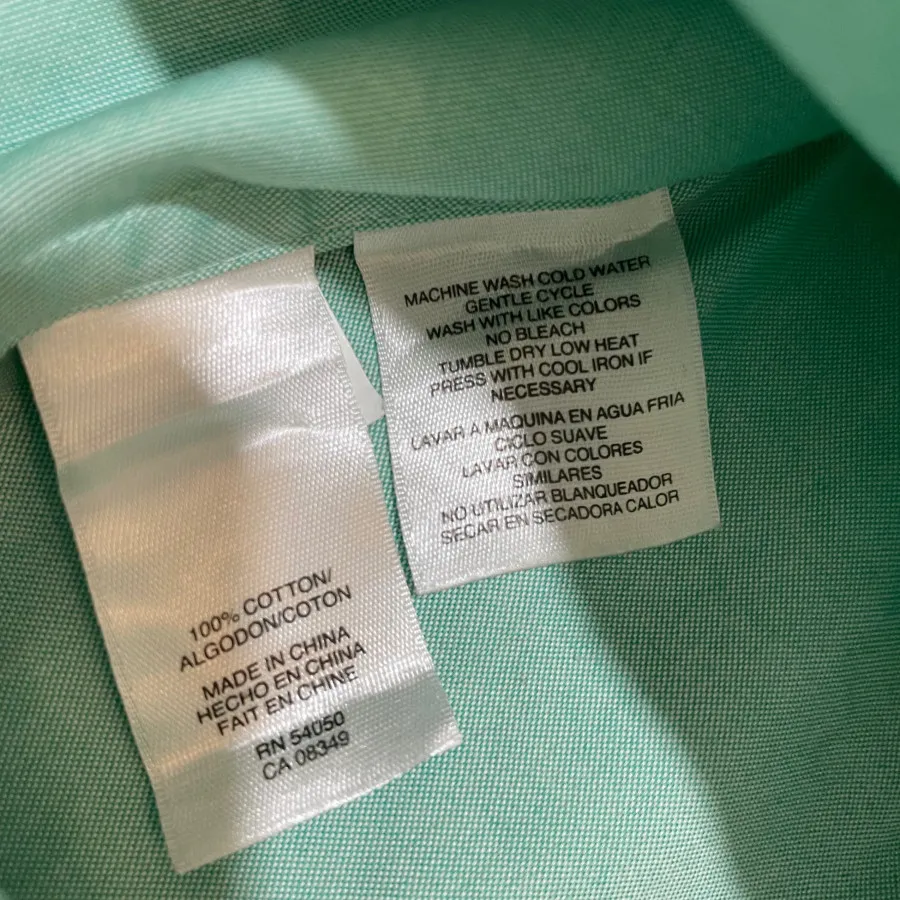 100% COTTON/
ALGODON/COTON
MADE IN CHINA
HECHO EN CHINA
FAIT EN CHINE
RN 54050
CA 08349
MACHINE WASH COLD WATER
GENTLE CYCLE
WASH WITH LIKE COLORS
NO BLEACH
TUMBLE DRY LOW HEAT
PRESS WITH COOL IRON IF
NECESSARY
LAVAR A MAQUINA EN AGUA FRIA
CICLO SUAVE
LAVAR CON COLORES
SIMILARES
NO UTILIZAR BLANQUEADOR
SECAR EN SECADORA CALOR